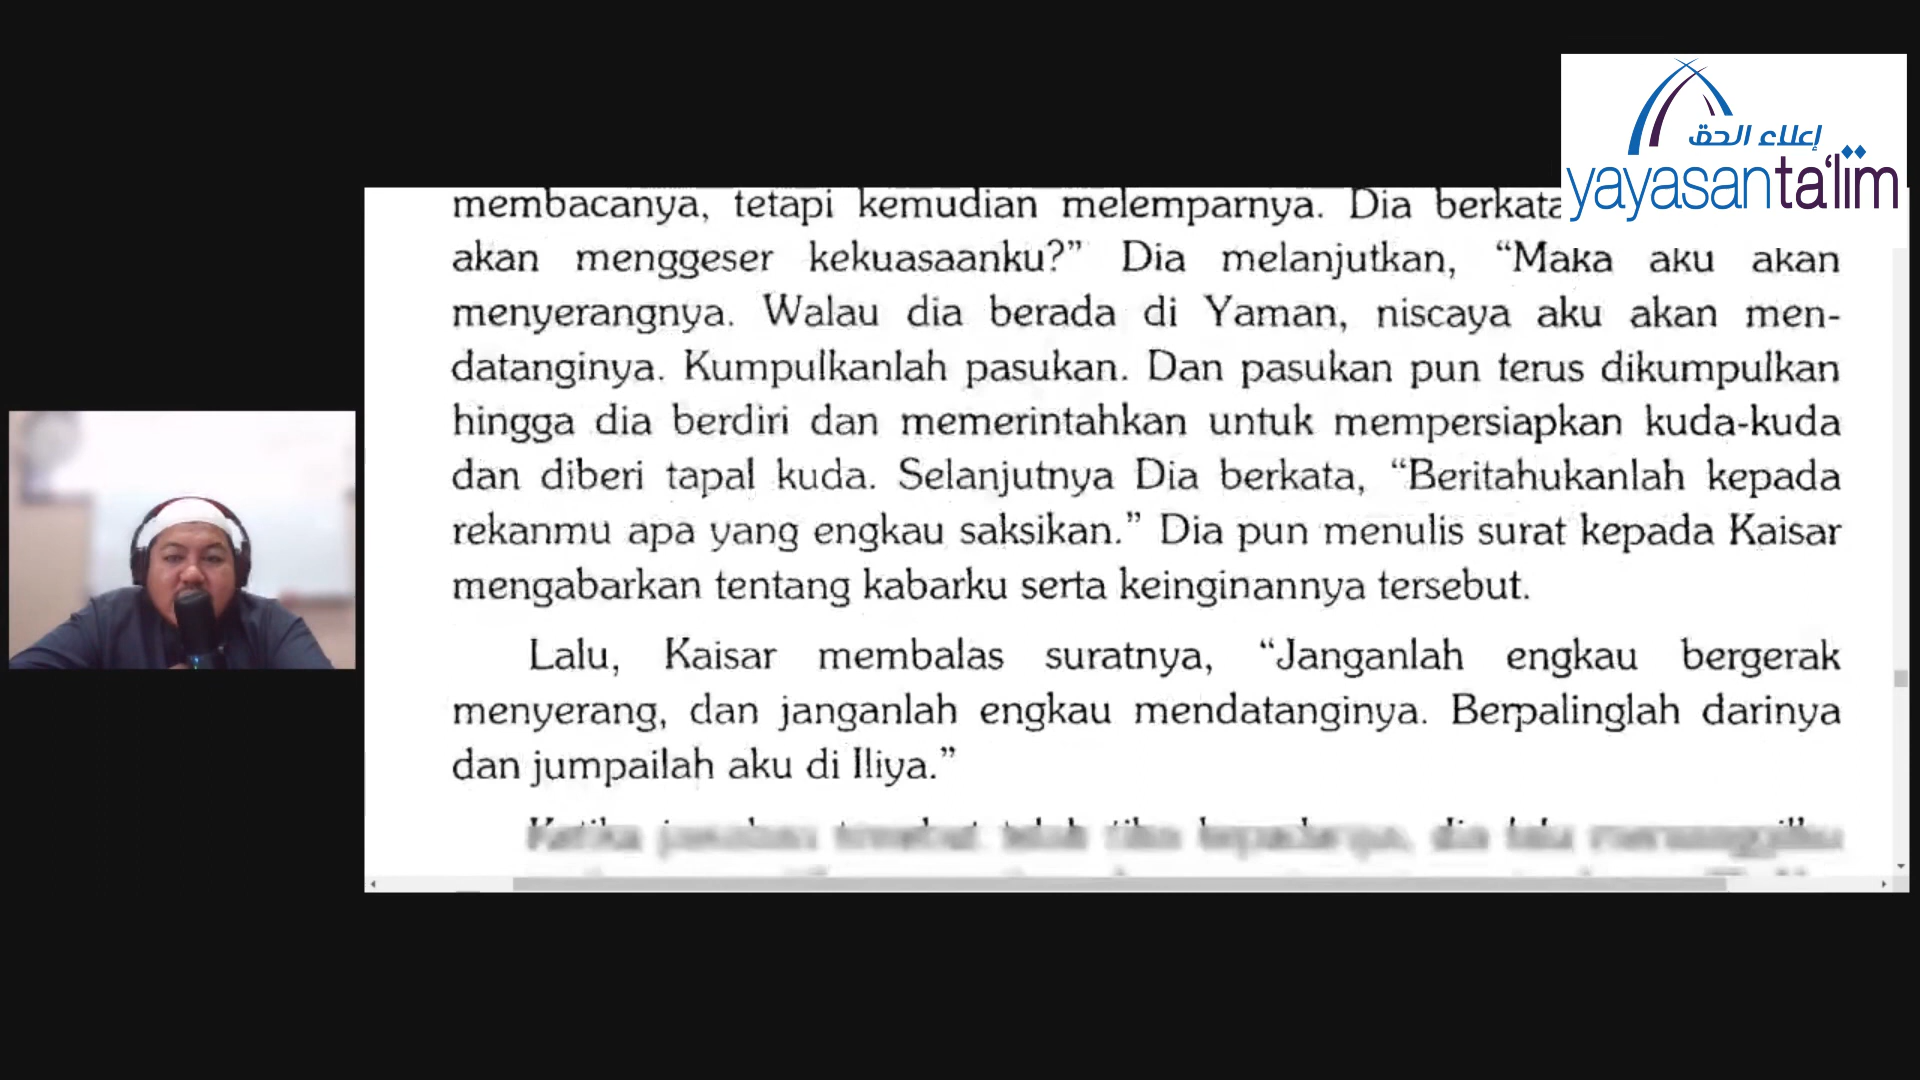 إعلاء الحق
yayasanta'lim
membacanya, tetapi kemudian melemparnya. Dia berkata
akan menggeser kekuasaanku?” Dia melanjutkan, “Maka aku akan
menyerangnya. Walau dia berada di Yaman, niscaya aku akan men-
datanginya. Kumpulkanlah pasukan. Dan pasukan pun terus dikumpulkan
hingga dia berdiri dan memerintahkan untuk mempersiapkan kuda-kuda
dan diberi tapal kuda. Selanjutnya Dia berkata, “Beritahukanlah kepada
rekanmu apa yang engkau saksikan.” Dia pun menulis surat kepada Kaisar
mengabarkan tentang kabarku serta keinginannya tersebut.
Lalu, Kaisar membalas suratnya, “Janganlah engkau bergerak
menyerang, dan janganlah engkau mendatanginya. Berpalinglah darinya
dan jumpailah aku di Iliya.”